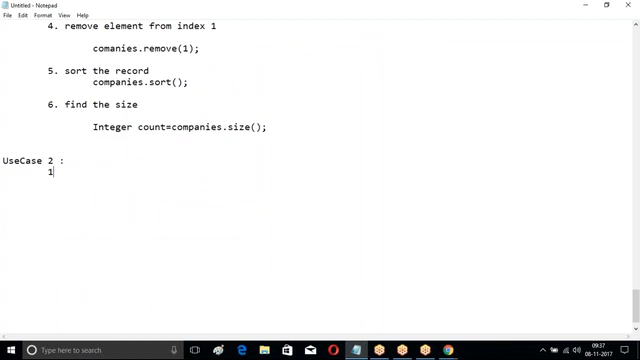 Untitled - Notepad
File Edit Format View Help
4. remove element from index 1
comanies.remove(1);
5. sort the record
companies.sort();
6. find the size
Integer count=companies.size();
UseCase 2 :
1
Type here to search
09:37
08-11-2017